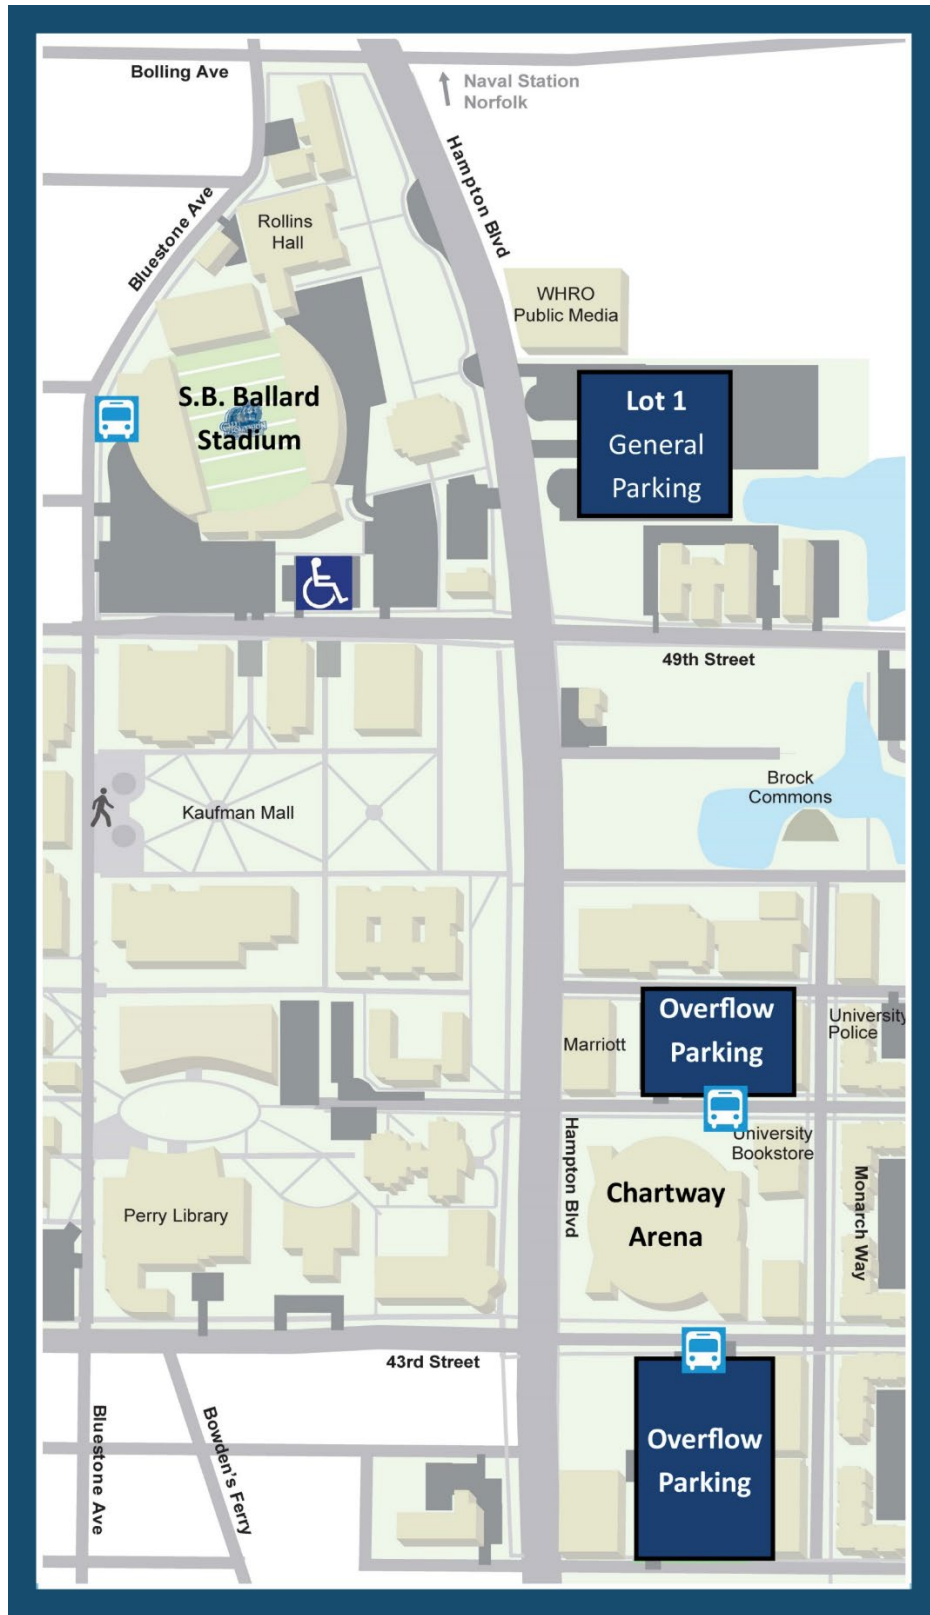 Bolling Ave
Naval Station
Norfolk
Hampton Blvd
Bluestone Ave
Rollins
Hall
WHRO
Public Media
S.B. Ballard
Stadium
Lot 1
General
Parking
49th Street
Brock
Commons
Kaufman Mall
Overflow
Parking
Marriott
University
Police
University
Bookstore
Hampton Blvd
Chartway
Arena
Monarch Way
Perry Library
43rd Street
Bluestone Ave
Bowden's Ferry
Overflow
Parking